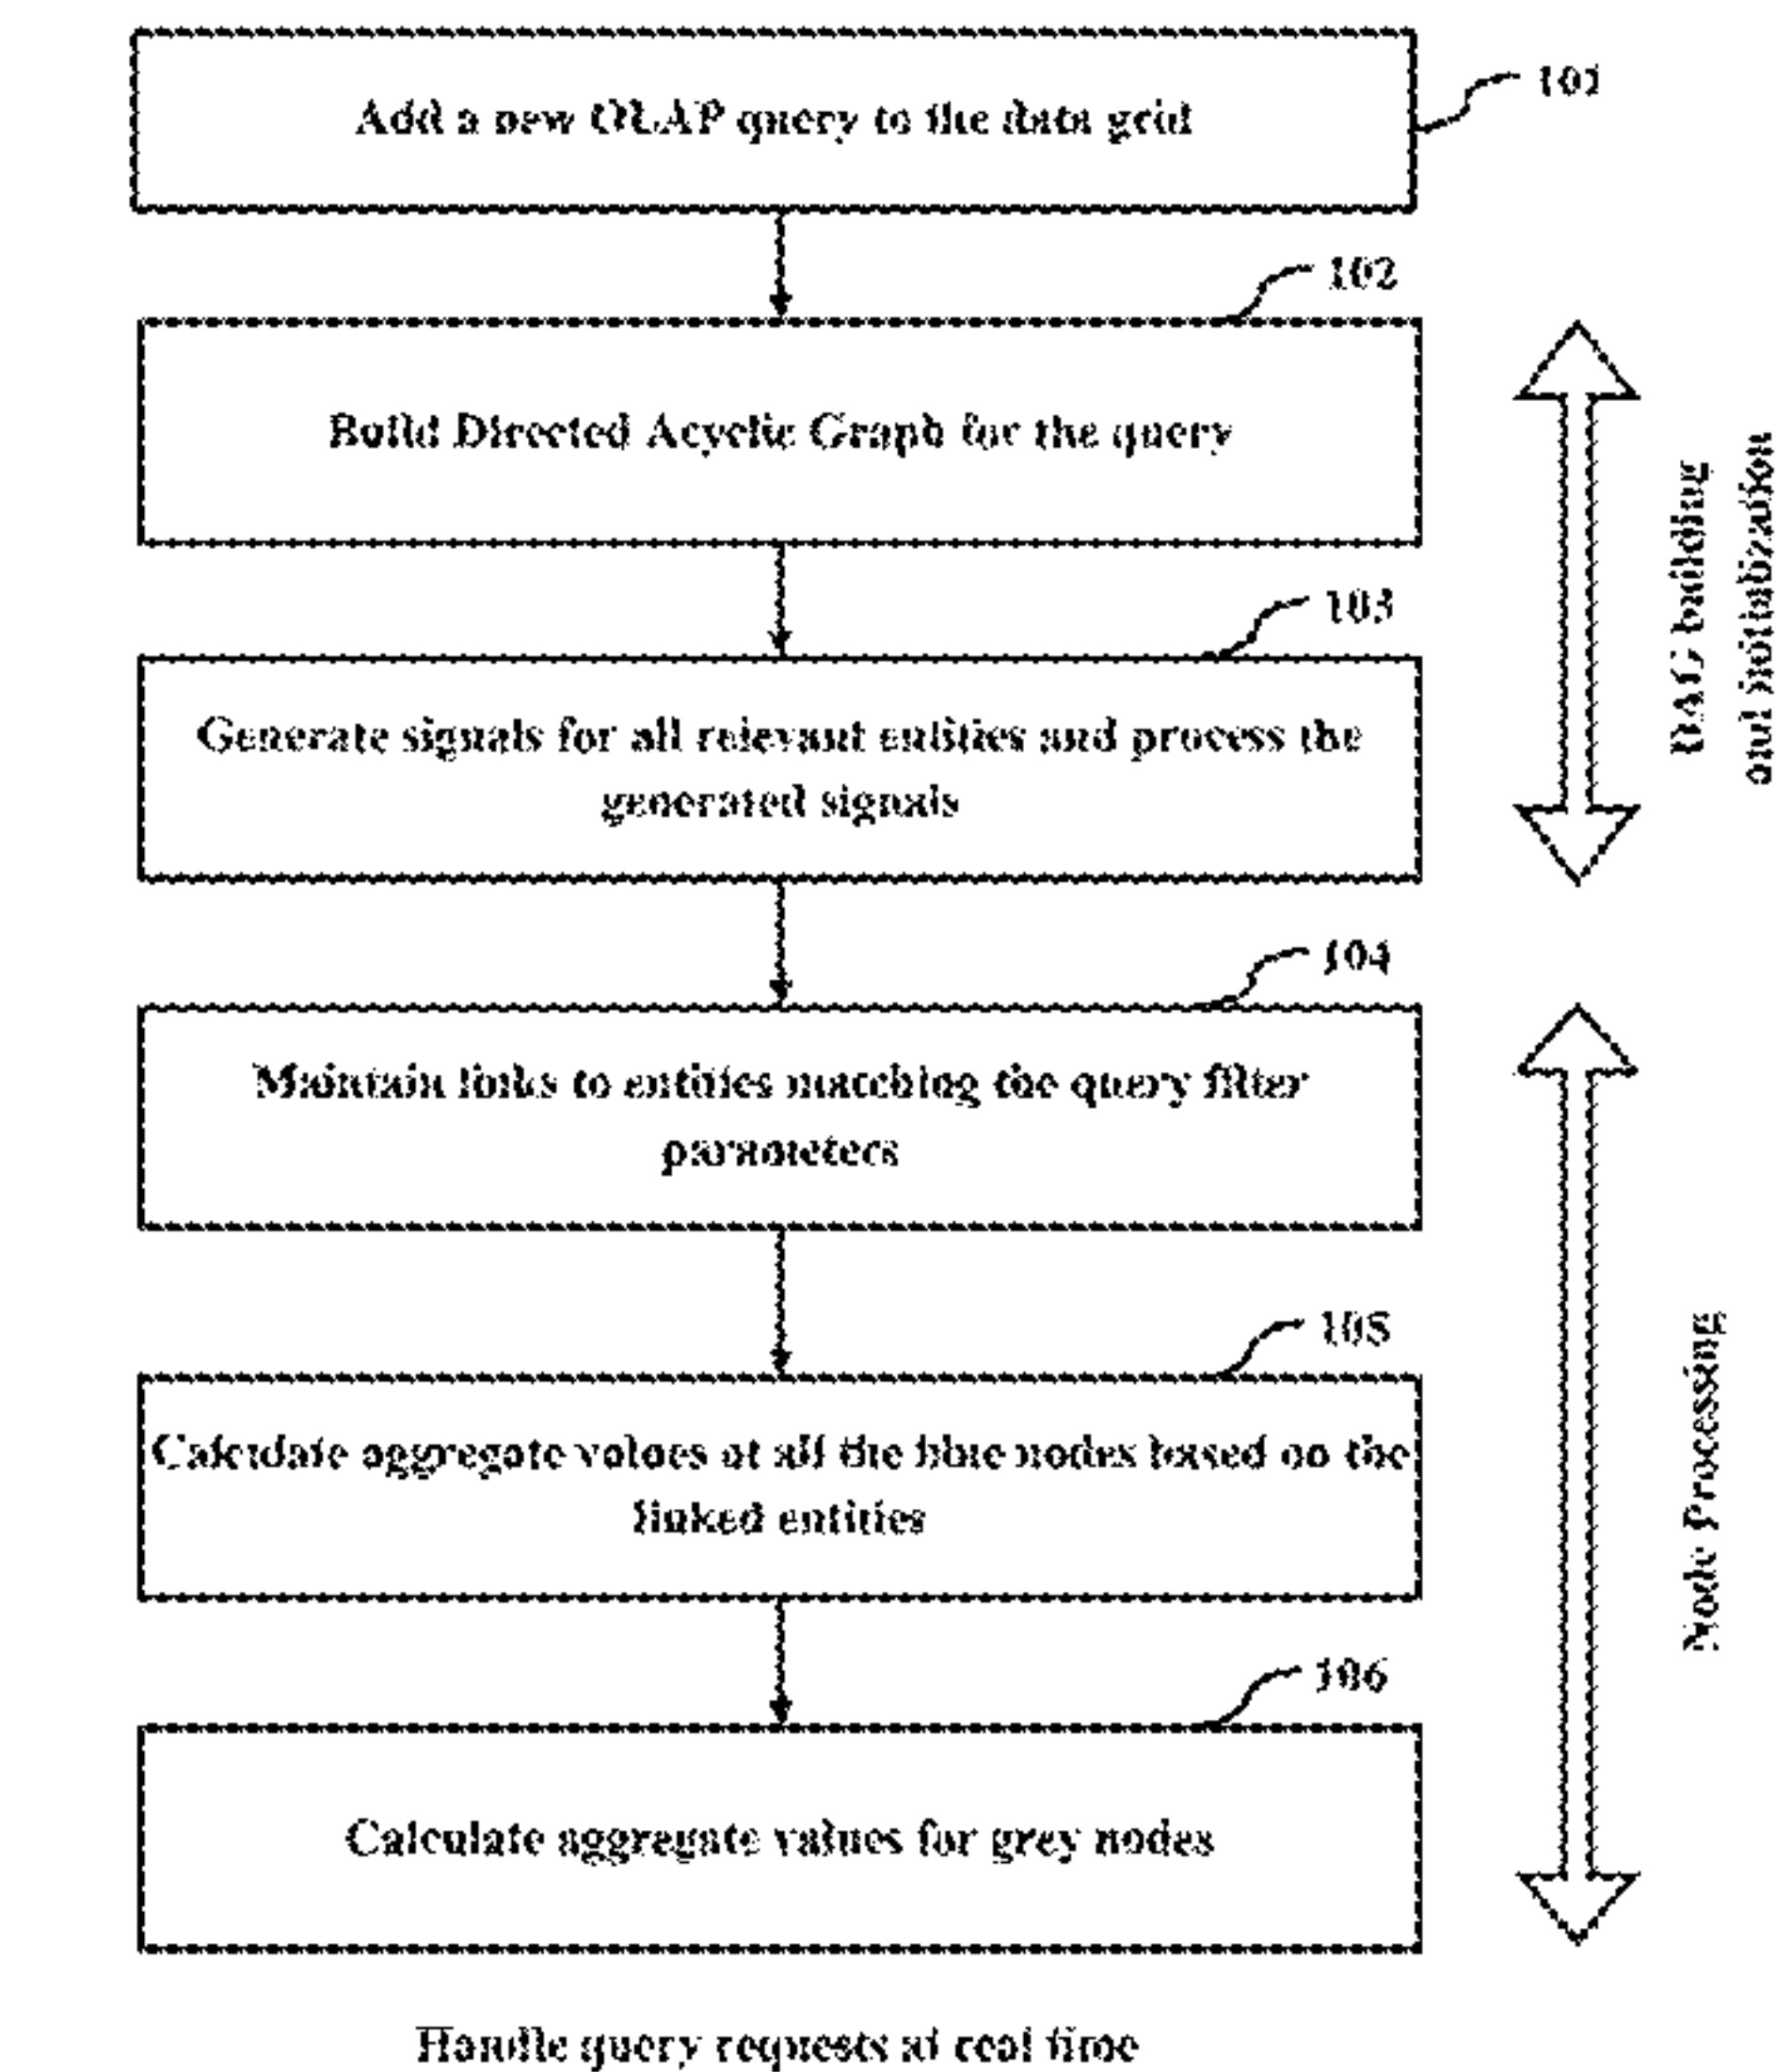 Add a new OLAP query to the data grid
101
102
Build Directed Acyclic Graph for the query
103
Generate signals for all relevant entities and process the
generated signals
DAG building
and initialization
104
Maintain links to entities matching the query filter
parameters
105
Calculate aggregate values at all the blue nodes based on the
linked entities
106
Calculate aggregate values for grey nodes
Node Processing
Handle query requests at real time